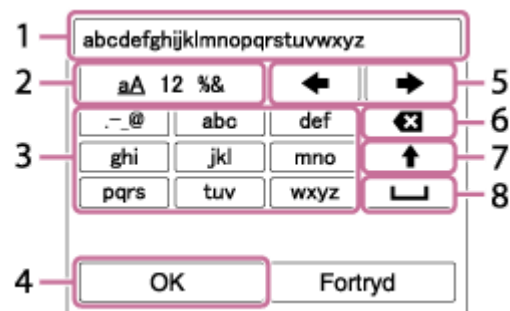 1 abcdefghijklmnopqrstuvwxyz
2 aA 12 %& 5
.-_@ abc def 6
3 ghi jkl mno 7
pqrs tuv wxyz 8
4 OK Fortryd